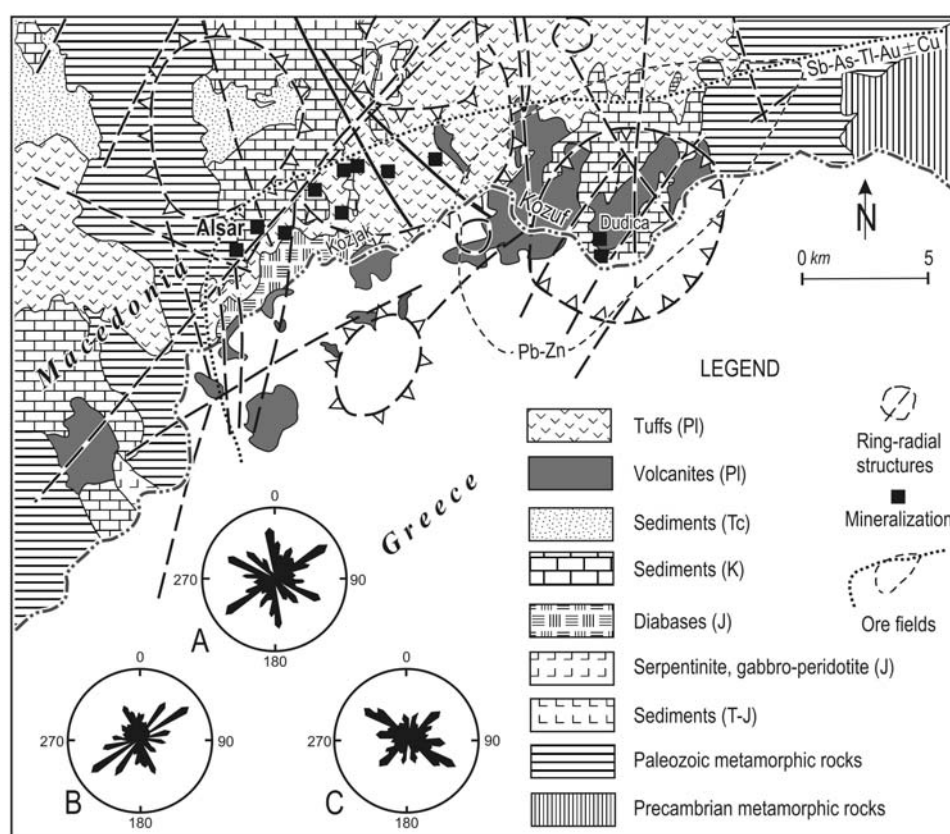 Sb-As-Tl-Au±Cu
Alsar
Kozjak
Kozuf
Dudica
N
0 km 5
Macedonia
Pb-Zn
Greece
LEGEND
Tuffs (Pl)
Volcanites (Pl)
Sediments (Tc)
Sediments (K)
Diabases (J)
Serpentinite, gabbro-peridotite (J)
Sediments (T-J)
Paleozoic metamorphic rocks
Precambrian metamorphic rocks
Ring-radial
structures
Mineralization
Ore fields
0
270 90
A
180
0
270 90
B
180
0
270 90
C
180